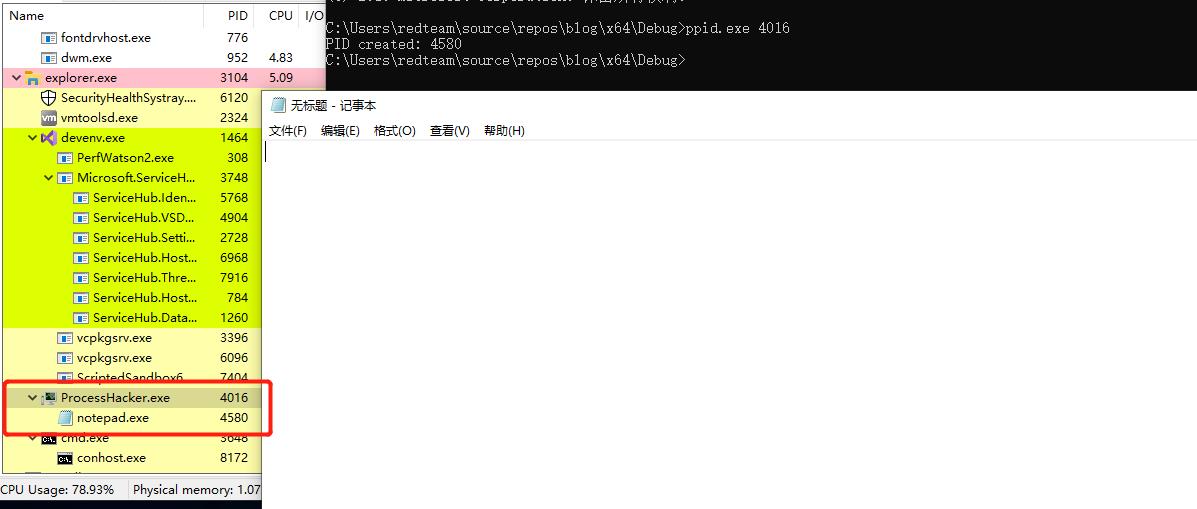 Name PID CPU I/O
fontdrvhost.exe 776
dwm.exe 952 4.83
explorer.exe 3104 5.09
SecurityHealthSystray.... 6120
vm vmtoolsd.exe 2324
devenv.exe 1464
PerfWatson2.exe 308
Microsoft.ServiceH... 3748
ServiceHub.Iden... 5768
ServiceHub.VSD... 4904
ServiceHub.Setti... 2728
ServiceHub.Host... 6968
ServiceHub.Thre... 7916
ServiceHub.Host... 784
ServiceHub.Data... 1260
vcpkgsrv.exe 3396
vcpkgsrv.exe 6096
ScriptedSandbox6... 7404
ProcessHacker.exe 4016
notepad.exe 4580
cmd.exe 3648
conhost.exe 8172
CPU Usage: 78.93% Physical memory: 1.07
C:\Users\redteam\source\repos\blog\x64\Debug>ppid.exe 4016
PID created: 4580
C:\Users\redteam\source\repos\blog\x64\Debug>
无标题 - 记事本
文件(F) 编辑(E) 格式(O) 查看(V) 帮助(H)